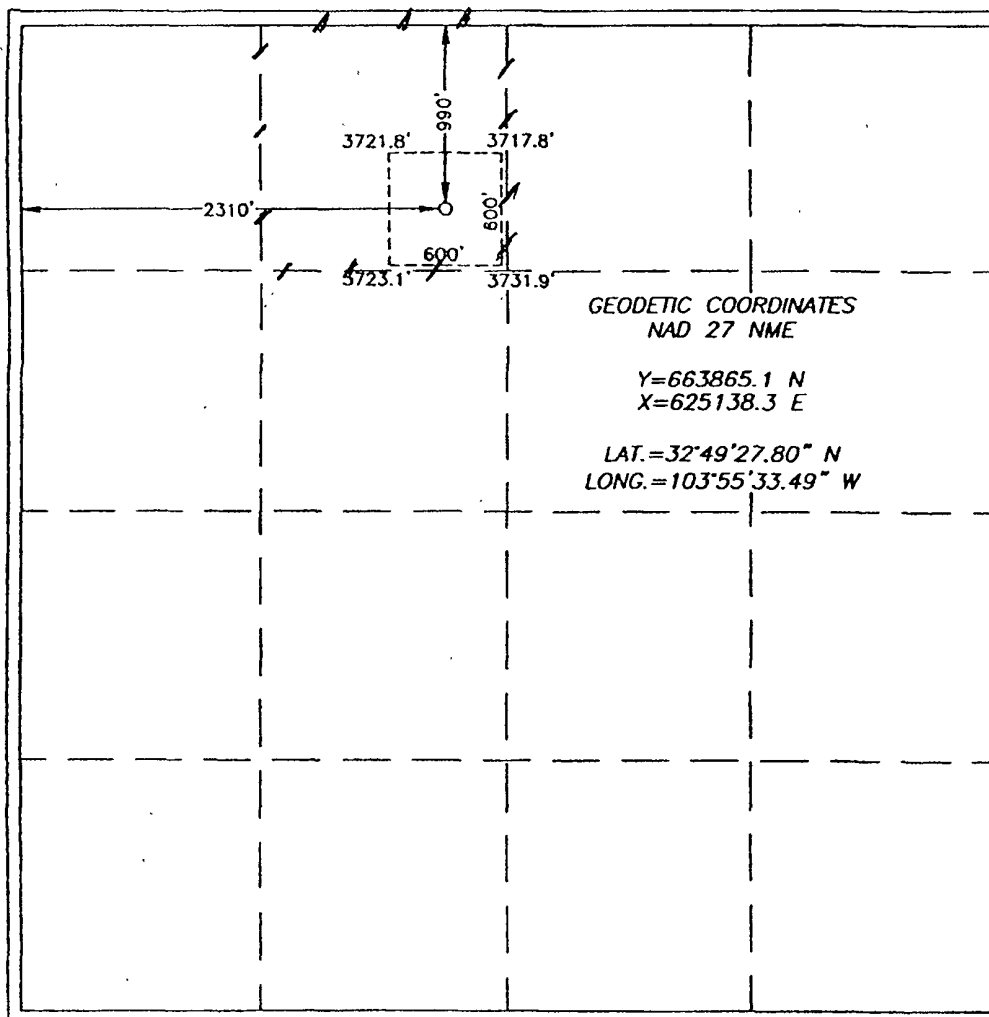 990'
3721.8'
3717.8'
2310'
600'
600'
3723.1'
3731.9'
GEODETIC COORDINATES
NAD 27 NME
Y=663865.1 N
X=625138.3 E
LAT.=32°49'27.80" N
LONG.=103°55'33.49" W